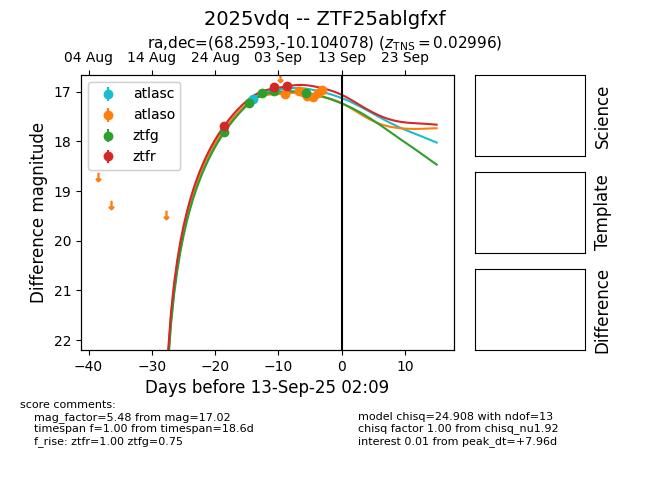 2025vdq -- ZTF25ablgfxf
ra,dec=(68.2593,-10.104078) (z_TNS = 0.02996)
04 Aug 14 Aug 24 Aug 03 Sep 13 Sep 23 Sep
atlasc
atlaso
ztfg
ztfr
17
18
19
20
21
22
Difference magnitude
−40 −30 −20 −10 0 10
Days before 13-Sep-25 02:09
Science
Template
Difference
score comments:
mag_factor=5.48 from mag=17.02
timespan f=1.00 from timespan=18.6d
f_rise: ztfr=1.00 ztfg=0.75
model chisq=24.908 with ndof=13
chisq factor 1.00 from chisq_nu1.92
interest 0.01 from peak_dt=+7.96d